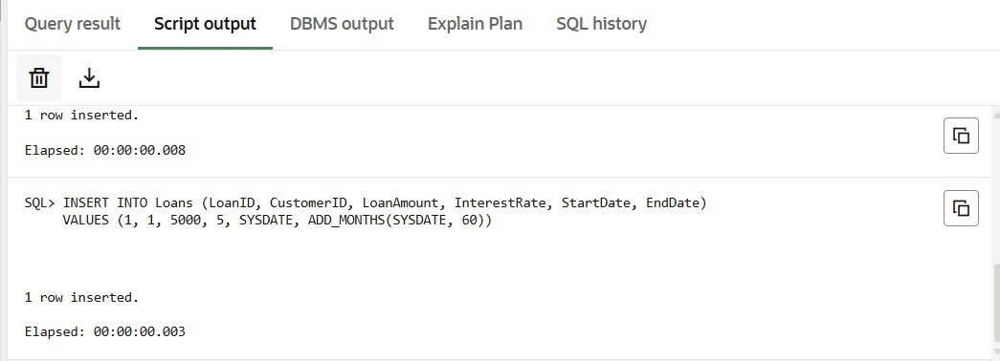 Query result Script output DBMS output Explain Plan SQL history
1 row inserted.
Elapsed: 00:00:00.008
SQL> INSERT INTO Loans (LoanID, CustomerID, LoanAmount, InterestRate, StartDate, EndDate)
VALUES (1, 1, 5000, 5, SYSDATE, ADD_MONTHS(SYSDATE, 60))
1 row inserted.
Elapsed: 00:00:00.003